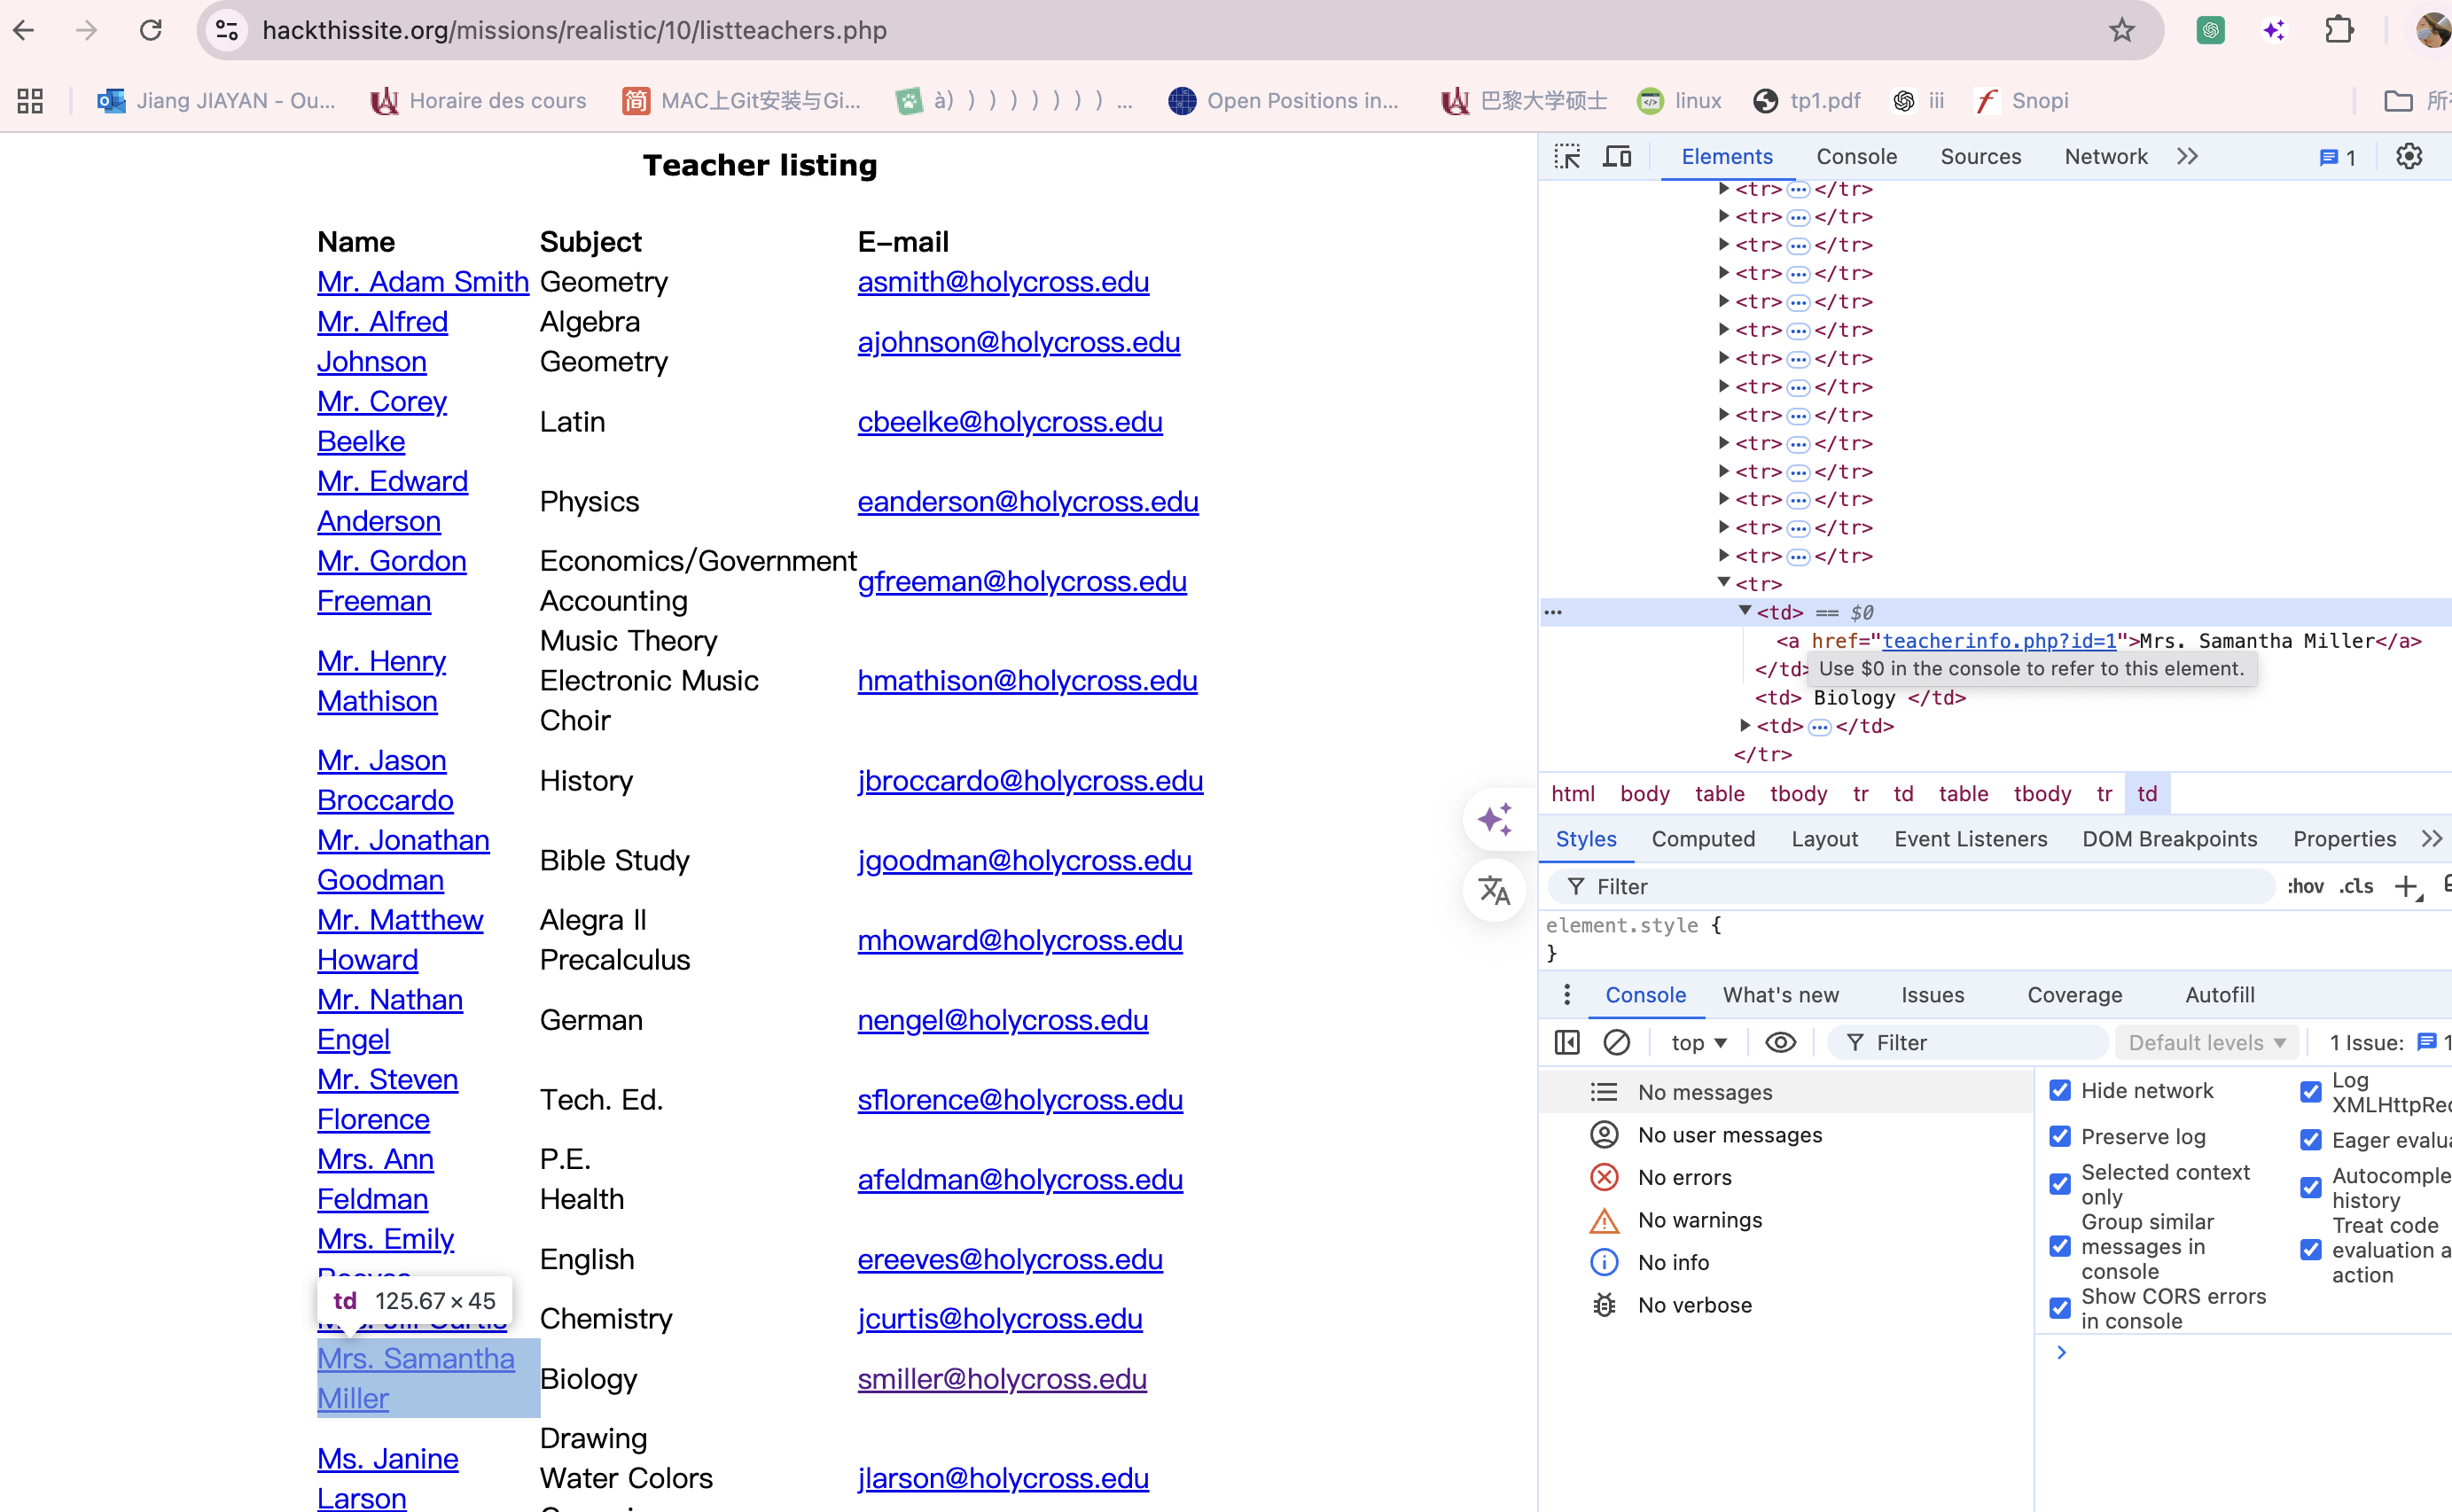 hackthissite.org/missions/realistic/10/listteachers.php
Jiang JIAYAN - Ou...
Horaire des cours
简
MAC上Git安装与Gi...
à) ) ) ) ) ) ) ) ...
Open Positions in...
巴黎大学硕士
linux
tp1.pdf
iii
Snopi
Teacher listing
Name Subject E-mail
Mr. Adam Smith Geometry asmith@holycross.edu
Mr. Alfred Johnson
Algebra
Geometry
ajohnson@holycross.edu
Mr. Corey
Beelke
Latin
cbeelke@holycross.edu
Mr. Edward
Anderson
Physics
eanderson@holycross.edu
Mr. Gordon
Freeman
Economics/Government
Accounting
gfreeman@holycross.edu
Mr. Henry
Mathison
Music Theory
Electronic Music
Choir
hmathison@holycross.edu
Mr. Jason
Broccardo
History
jbroccardo@holycross.edu
Mr. Jonathan
Goodman
Bible Study
jgoodman@holycross.edu
Mr. Matthew
Howard
Alegra II
Precalculus
mhoward@holycross.edu
Mr. Nathan
Engel
German
nengel@holycross.edu
Mr. Steven
Florence
Tech. Ed.
sflorence@holycross.edu
Mrs. Ann
Feldman
P.E.
Health
afeldman@holycross.edu
Mrs. Emily
English
ereeves@holycross.edu
td 125.67 × 45
Chemistry
jcurtis@holycross.edu
Mrs. Samantha
Miller
Biology
smiller@holycross.edu
Ms. Janine
Larson
Drawing
Water Colors
jlarson@holycross.edu
Elements Console Sources Network 1
<tr> ... </tr>
<tr> ... </tr>
<tr> ... </tr>
<tr> ... </tr>
<tr> ... </tr>
<tr> ... </tr>
<tr> ... </tr>
<tr> ... </tr>
<tr> ... </tr>
<tr> ... </tr>
<tr> ... </tr>
<tr> ... </tr>
<tr> ... </tr>
<tr> ... </tr>
<tr>
... <td> == $0
<a href="teacherinfo.php?id=1">Mrs. Samantha Miller</a>
</td>
Use $0 in the console to refer to this element.
<td> Biology </td>
<td> ... </td>
</tr>
html body table tbody tr td table tbody tr td
Styles Computed Layout Event Listeners DOM Breakpoints Properties
Filter :hov .cls
element.style {
}
Console What's new Issues Coverage Autofill
top Filter Default levels 1 Issue: 1
No messages
No user messages
No errors
No warnings
No info
No verbose
Hide network
Preserve log
Selected context
only
Group similar
messages in
console
Show CORS errors
in console
Log
Treat code
evaluation
action
history